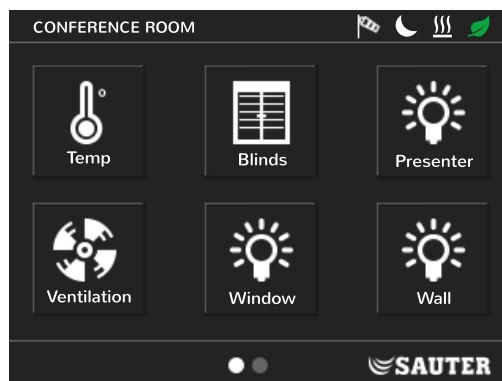 CONFERENCE ROOM
Temp
Blinds
Presenter
Ventilation
Window
Wall
SAUTER